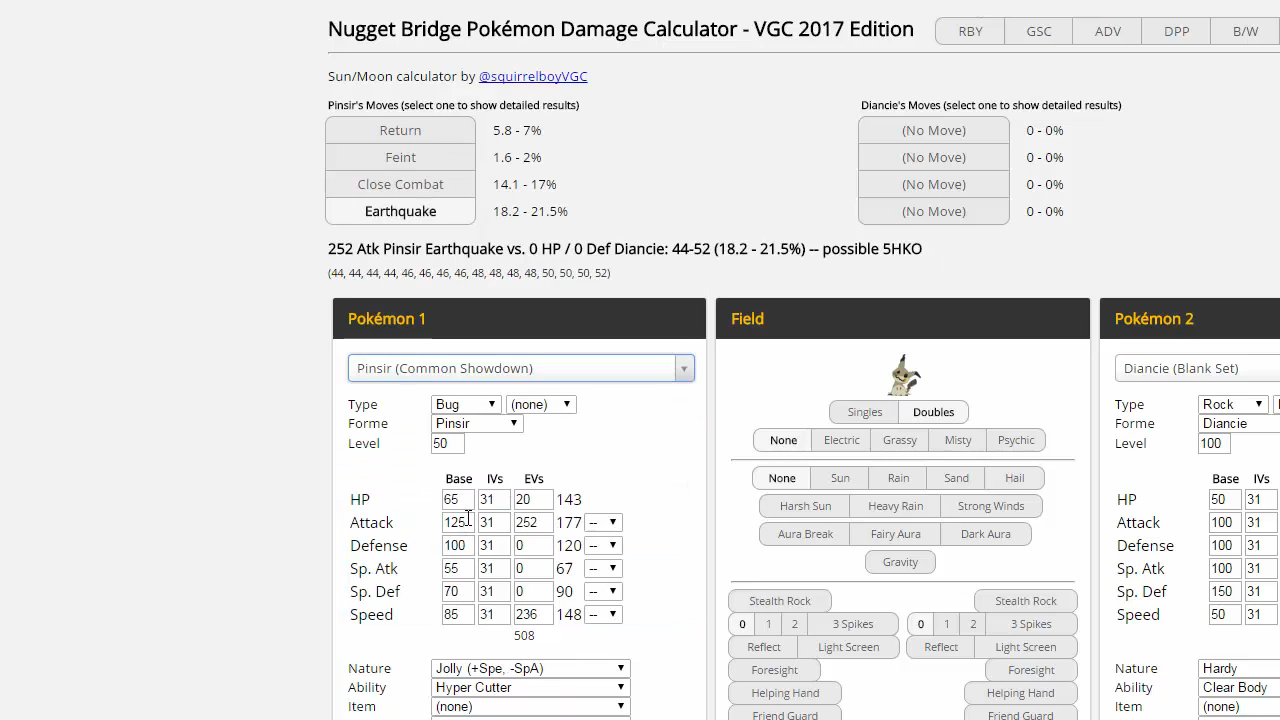 Nugget Bridge Pokémon Damage Calculator - VGC 2017 Edition
RBY GSC ADV DPP B/W
Sun/Moon calculator by @squirrelboyVGC
Pinsir's Moves (select one to show detailed results)
Diancie's Moves (select one to show detailed results)
Return 5.8 - 7%
(No Move) 0 - 0%
Feint 1.6 - 2%
(No Move) 0 - 0%
Close Combat 14.1 - 17%
(No Move) 0 - 0%
Earthquake 18.2 - 21.5%
(No Move) 0 - 0%
252 Atk Pinsir Earthquake vs. 0 HP / 0 Def Diancie: 44-52 (18.2 - 21.5%) -- possible 5HKO
(44, 44, 44, 44, 46, 46, 46, 46, 48, 48, 48, 48, 50, 50, 50, 52)
Pokémon 1
Pinsir (Common Showdown)
Type Bug (none)
Forme Pinsir
Level 50
Base IVs EVs
HP 65 31 20 143
Attack 125 31 252 177 --
Defense 100 31 0 120 --
Sp. Atk 55 31 0 67 --
Sp. Def 70 31 0 90 --
Speed 85 31 236 148 --
508
Nature Jolly (+Spe, -SpA)
Ability Hyper Cutter
Item (none)
Field
Singles Doubles
None Electric Grassy Misty Psychic
None Sun Rain Sand Hail
Harsh Sun Heavy Rain Strong Winds
Aura Break Fairy Aura Dark Aura
Gravity
Stealth Rock Stealth Rock
0 1 2 3 Spikes 0 1 2 3 Spikes
Reflect Light Screen Reflect Light Screen
Foresight Foresight
Helping Hand Helping Hand
Friend Guard Friend Guard
Pokémon 2
Diancie (Blank Set)
Type Rock
Forme Diancie
Level 100
Base IVs
HP 50 31
Attack 100 31
Defense 100 31
Sp. Atk 100 31
Sp. Def 150 31
Speed 50 31
Nature Hardy
Ability Clear Body
Item (none)